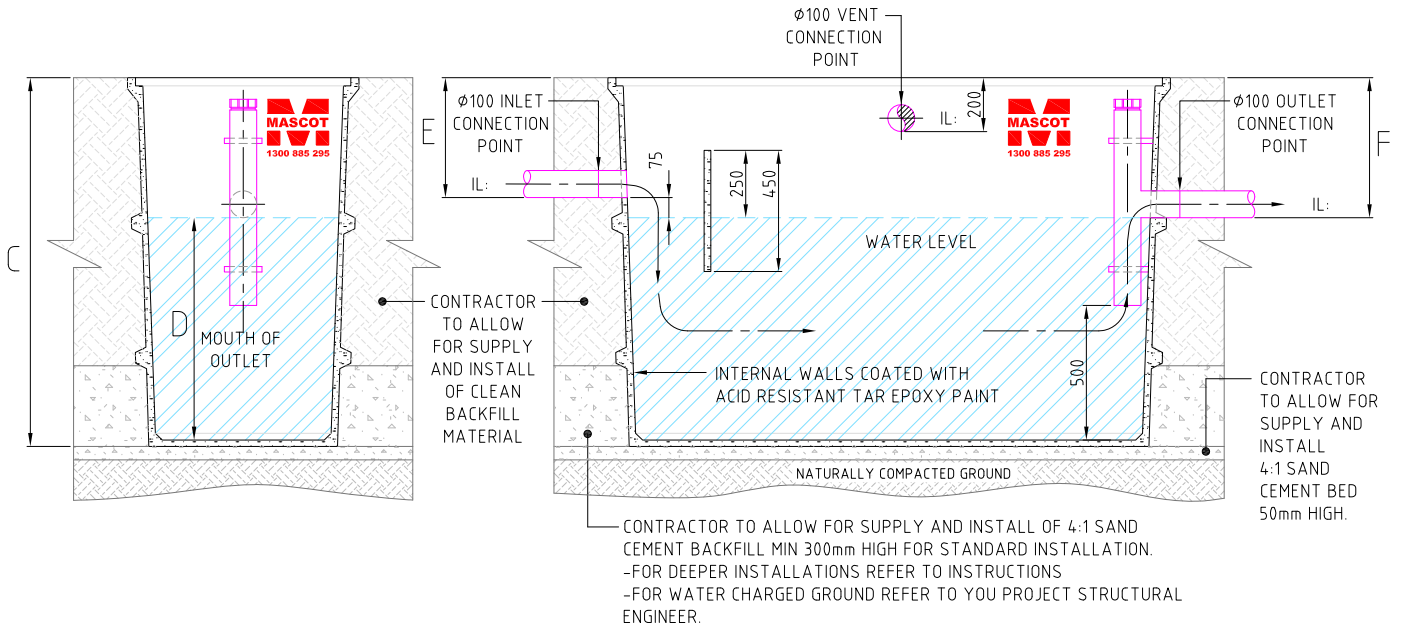 Ø100 VENT
CONNECTION
POINT
C
D
MOUTH OF
OUTLET
MASCOT
1300 885 295
CONTRACTOR
TO ALLOW
FOR SUPPLY
AND INSTALL
OF CLEAN
BACKFILL
MATERIAL
E
Ø100 INLET
CONNECTION
POINT
IL:
75
250
450
IL:
200
MASCOT
1300 885 295
Ø100 OUTLET
CONNECTION
POINT
F
IL:
WATER LEVEL
500
INTERNAL WALLS COATED WITH
ACID RESISTANT TAR EPOXY PAINT
NATURALLY COMPACTED GROUND
CONTRACTOR
TO ALLOW FOR
SUPPLY AND
INSTALL
4:1 SAND
CEMENT BED
50mm HIGH.
CONTRACTOR TO ALLOW FOR SUPPLY AND INSTALL OF 4:1 SAND
CEMENT BACKFILL MIN 300mm HIGH FOR STANDARD INSTALLATION.
-FOR DEEPER INSTALLATIONS REFER TO INSTRUCTIONS
-FOR WATER CHARGED GROUND REFER TO YOU PROJECT STRUCTURAL
ENGINEER.